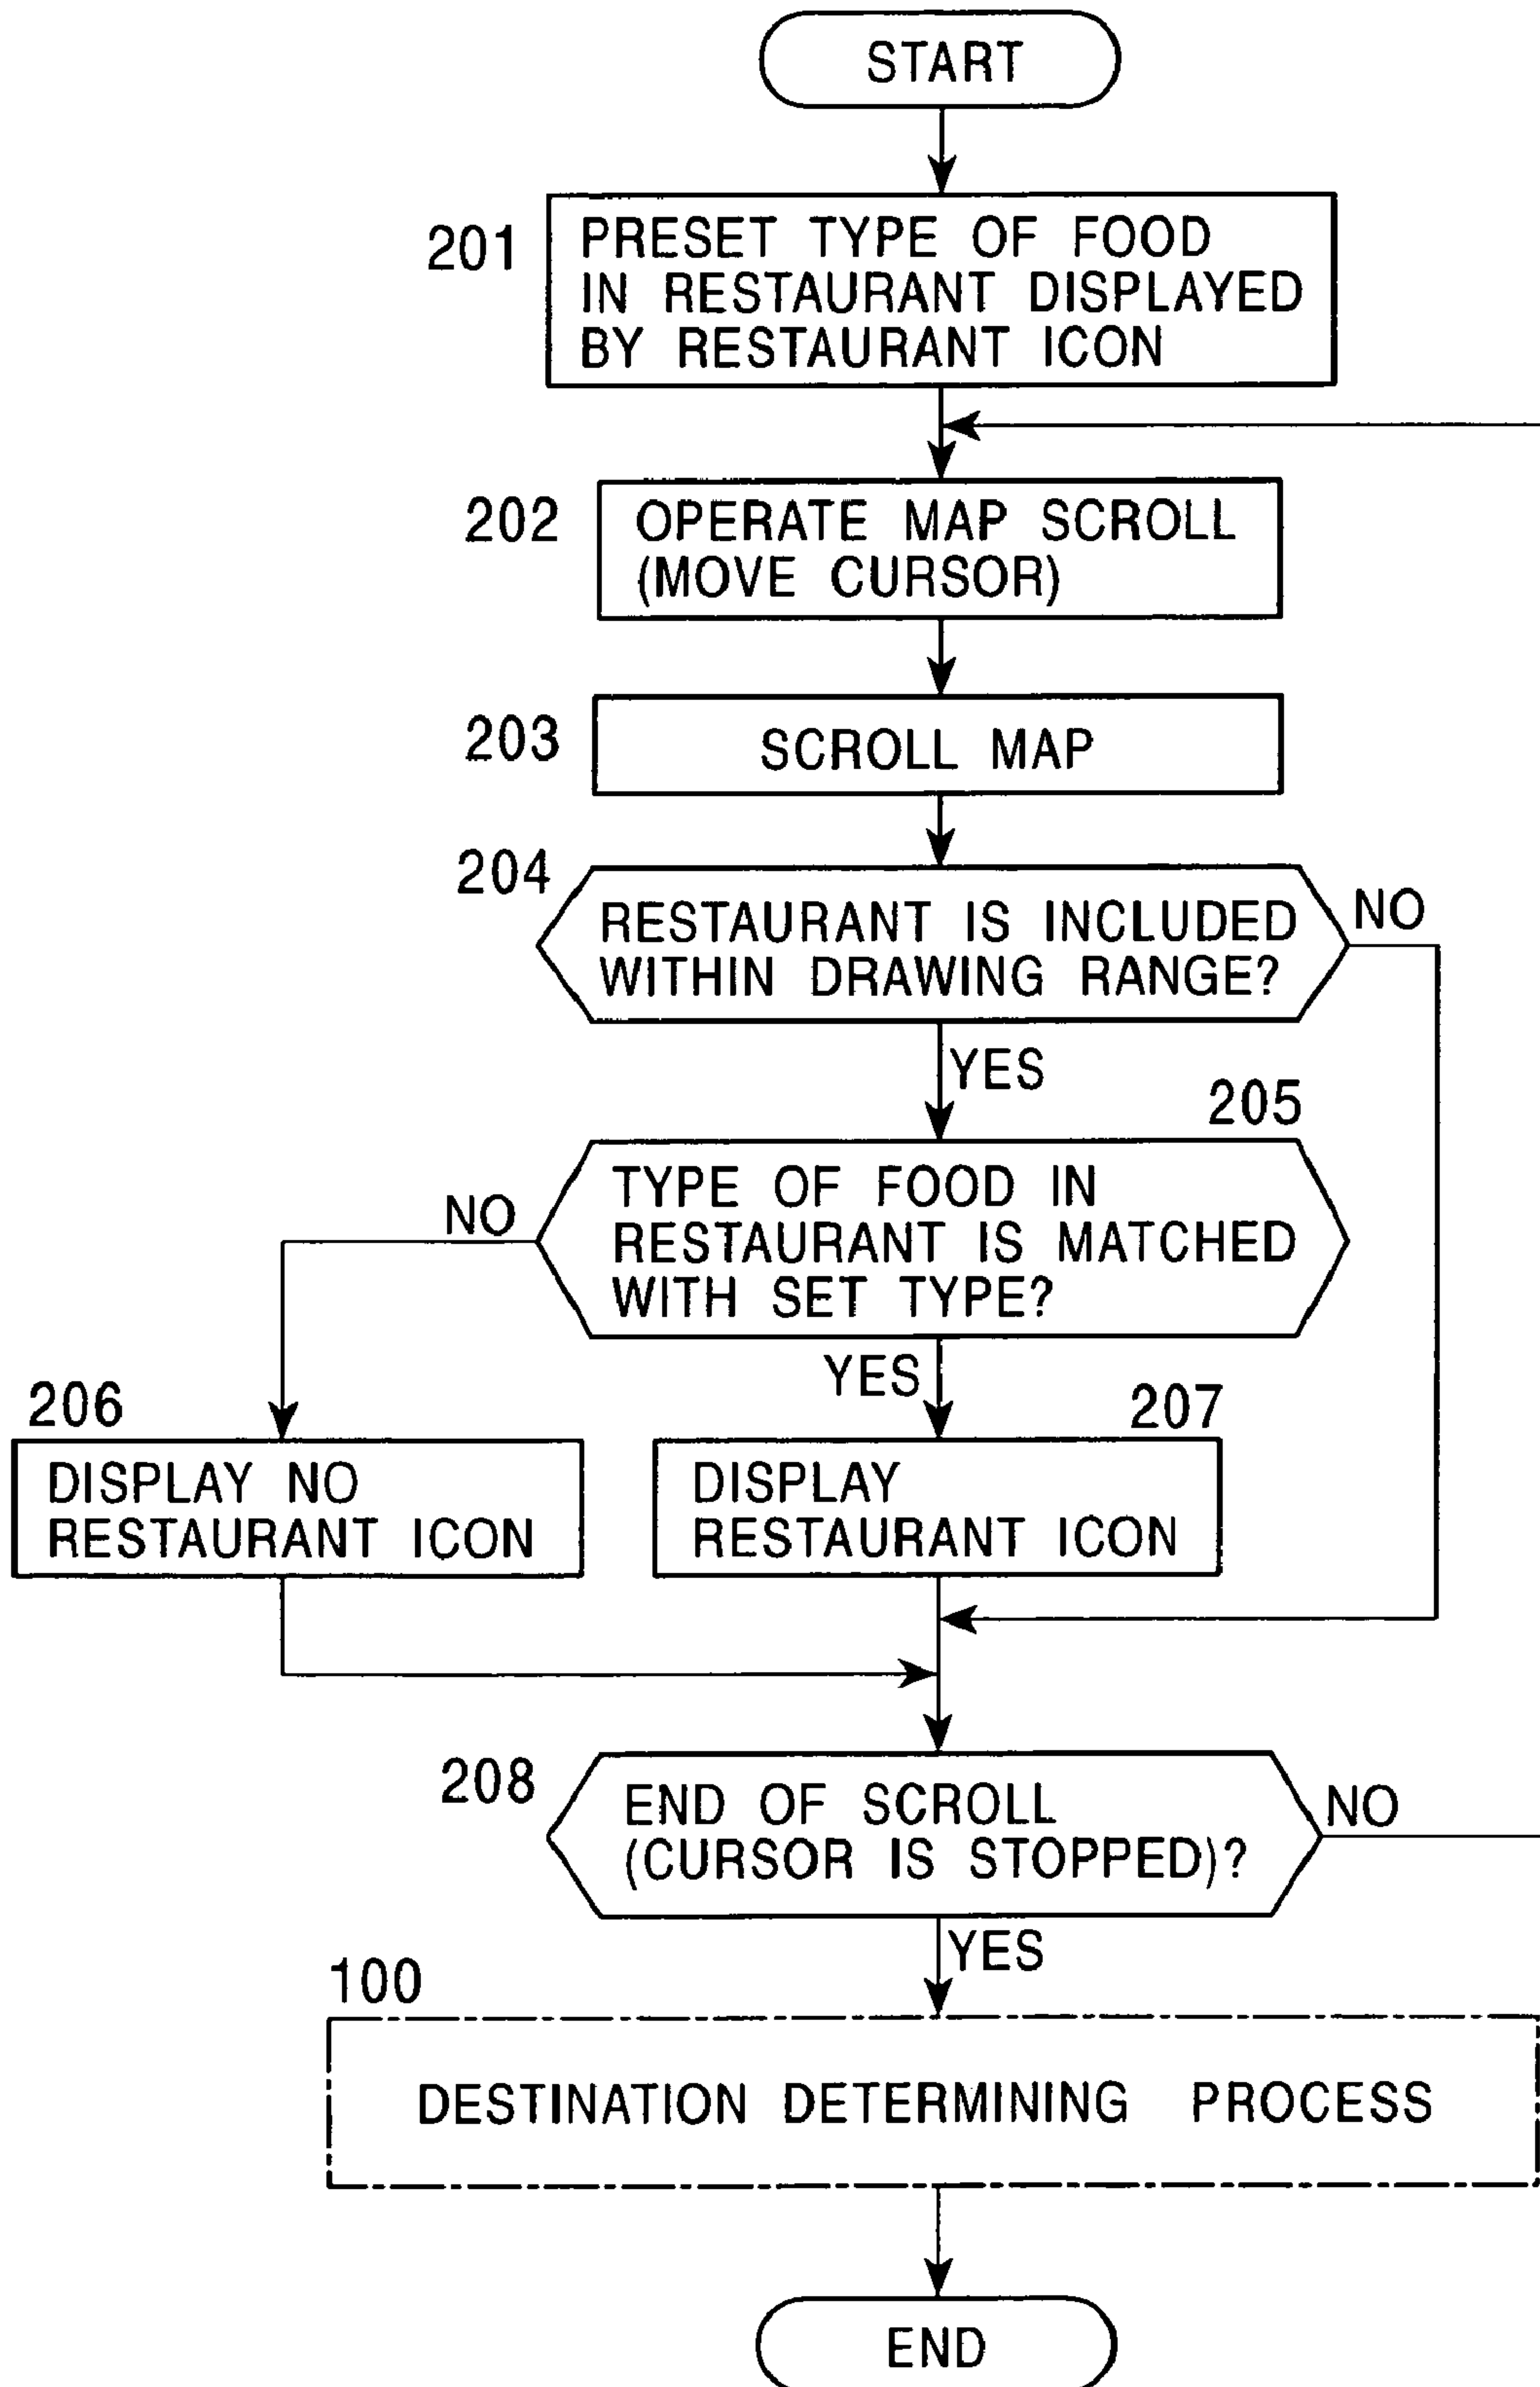 START
201
PRESET TYPE OF FOOD
IN RESTAURANT DISPLAYED
BY RESTAURANT ICON
202
OPERATE MAP SCROLL
(MOVE CURSOR)
203
SCROLL MAP
204
RESTAURANT IS INCLUDED
WITHIN DRAWING RANGE?
NO
YES
205
TYPE OF FOOD IN
RESTAURANT IS MATCHED
WITH SET TYPE?
NO
YES
206
DISPLAY NO
RESTAURANT ICON
207
DISPLAY
RESTAURANT ICON
208
END OF SCROLL
(CURSOR IS STOPPED)?
NO
YES
100
DESTINATION DETERMINING PROCESS
END